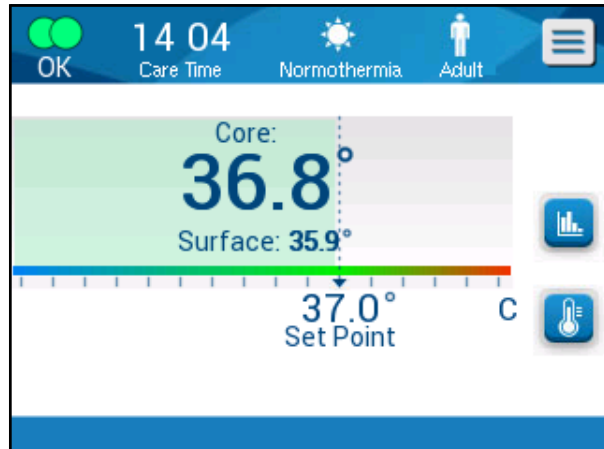 OK
14 04
Care Time
Normothermia
Adult
Core:
36.8°
Surface: 35.9°
37.0° C
Set Point